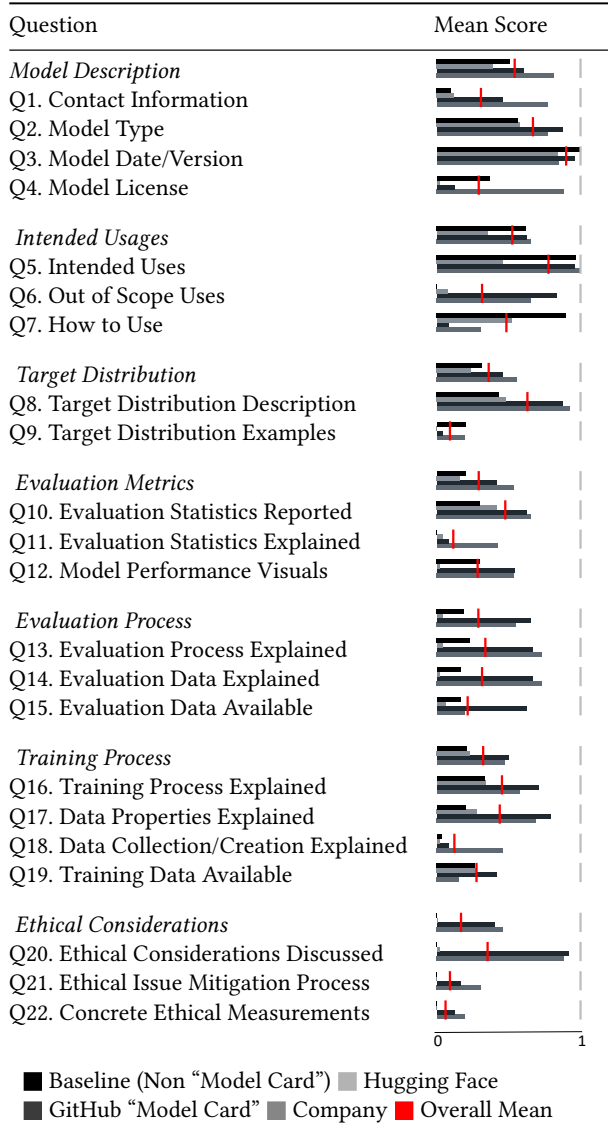 Question Mean Score
Model Description
Q1. Contact Information
Q2. Model Type
Q3. Model Date/Version
Q4. Model License
Intended Usages
Q5. Intended Uses
Q6. Out of Scope Uses
Q7. How to Use
Target Distribution
Q8. Target Distribution Description
Q9. Target Distribution Examples
Evaluation Metrics
Q10. Evaluation Statistics Reported
Q11. Evaluation Statistics Explained
Q12. Model Performance Visuals
Evaluation Process
Q13. Evaluation Process Explained
Q14. Evaluation Data Explained
Q15. Evaluation Data Available
Training Process
Q16. Training Process Explained
Q17. Data Properties Explained
Q18. Data Collection/Creation Explained
Q19. Training Data Available
Ethical Considerations
Q20. Ethical Considerations Discussed
Q21. Ethical Issue Mitigation Process
Q22. Concrete Ethical Measurements
0 1
Baseline (Non “Model Card”) Hugging Face
GitHub “Model Card” Company Overall Mean